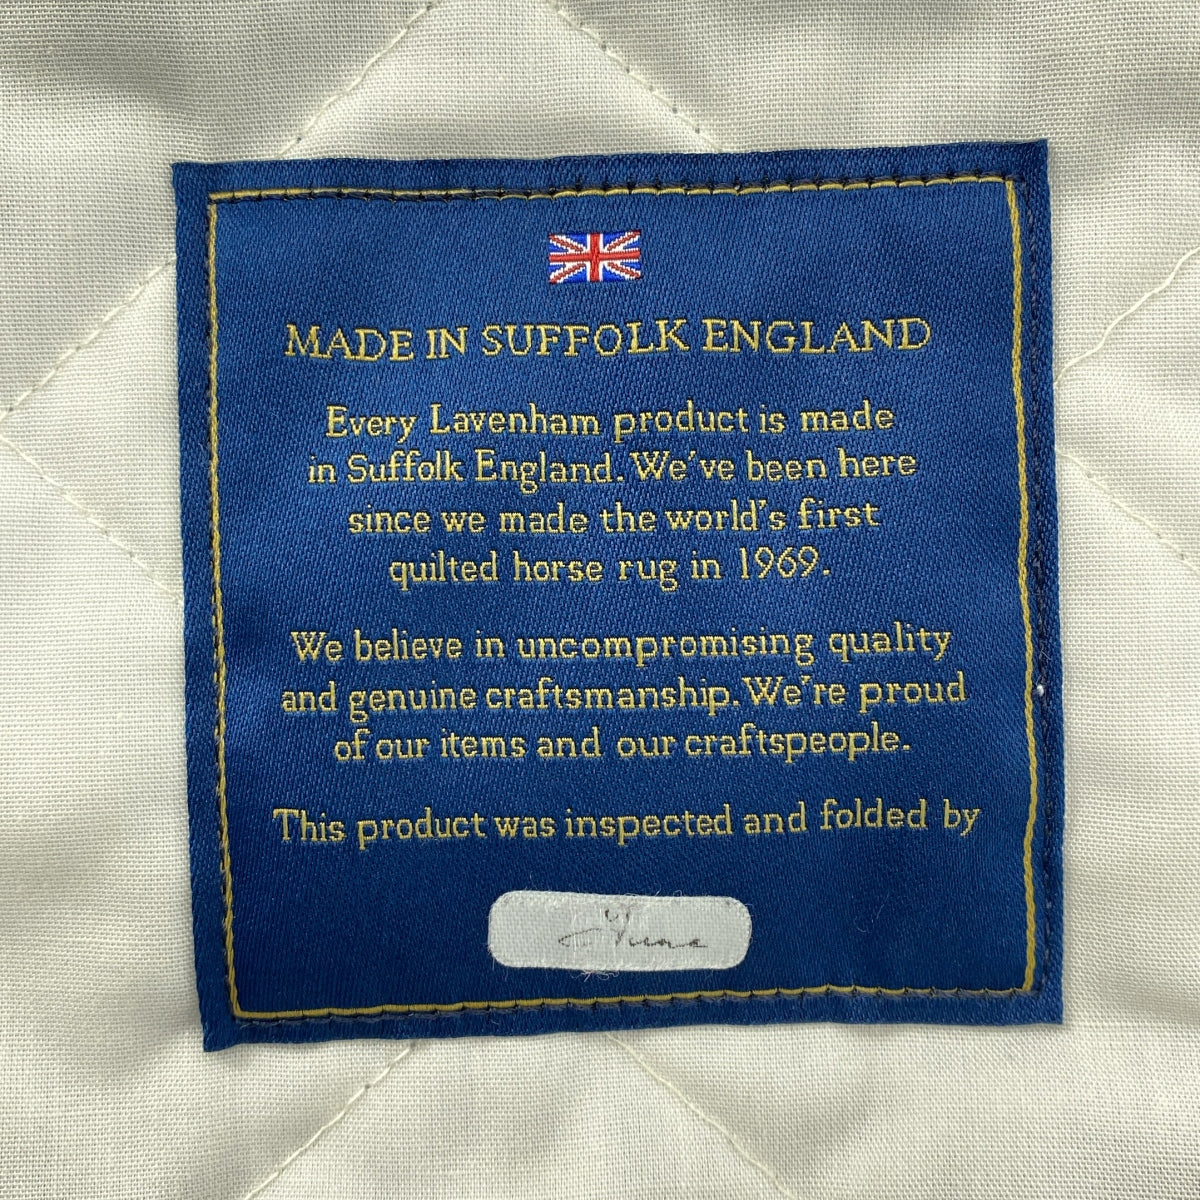 MADE IN SUFFOLK ENGLAND
Every Lavenham product is made
in Suffolk England. We've been here
since we made the world's first
quilted horse rug in 1969.
We believe in uncompromising quality
and genuine craftsmanship. We're proud
of our items and our craftspeople.
This product was inspected and folded by